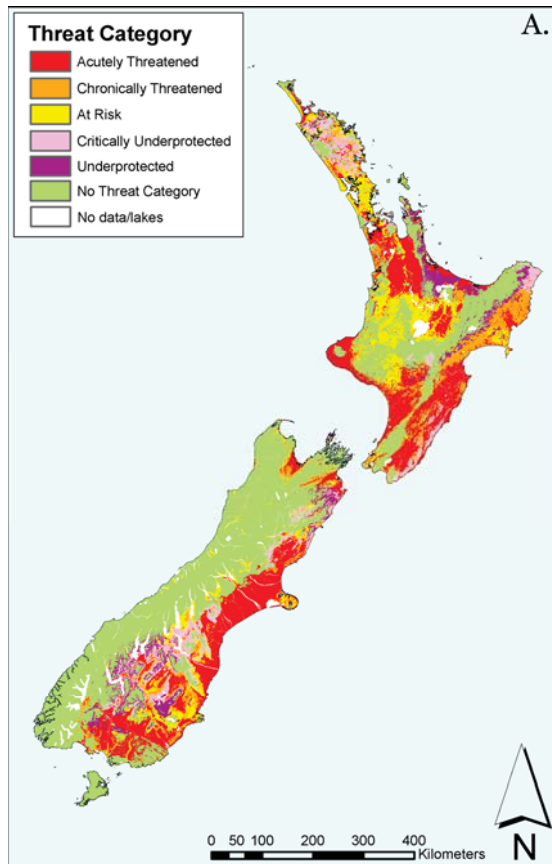 Threat Category
A.
Acutely Threatened
Chronically Threatened
At Risk
Critically Underprotected
Underprotected
No Threat Category
No data/lakes
0 50 100 200 300 400
Kilometers
N